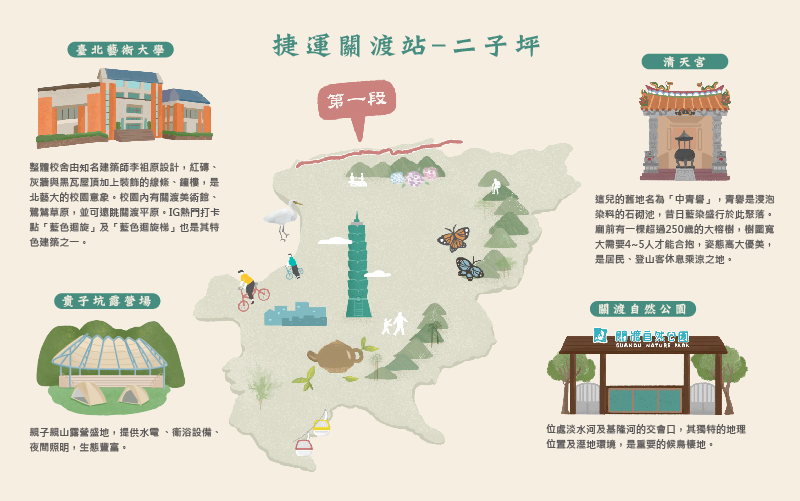 捷運關渡站-二子坪
臺北藝術大學
整體校舍由知名建築師李祖原設計，紅磚、
灰牆與黑瓦屋頂加上裝飾的線條、鐘樓，是
北藝大的校園意象。校園內有關渡美術館、
鷺鷥草原，並可遠眺關渡平原。IG熱門打卡
點「藍色迴旋」及「藍色迴旋梯」也是其特
色建築之一。
第一段
清天宮
這兒的舊地名為「中青礐」，青礐是浸泡
染料的石砌池，昔日藍染盛行於此聚落。
廟前有一棵超過250歲的大榕樹，樹圍寬
大需要4~5人才能合抱，姿態高大優美，
是居民、登山客休息乘涼之地。
貴子坑露營場
親子親山露營盛地，提供水電、衛浴設備、
夜間照明，生態豐富。
關渡自然公園
關渡自然公園
GUANDU NATURE PARK
位處淡水河及基隆河的交會口，其獨特的地理
位置及溼地環境，是重要的候鳥棲地。